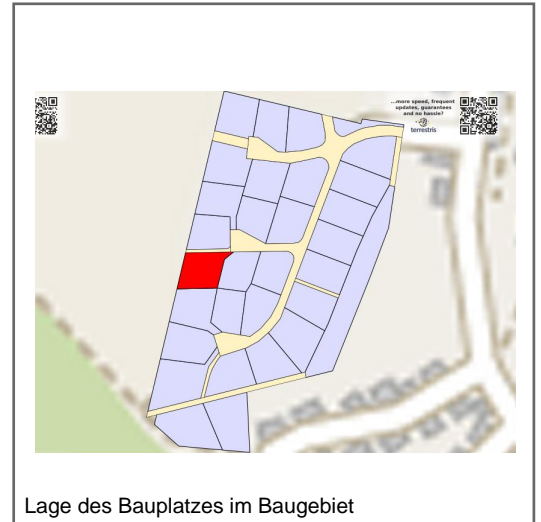 ...more speed, frequent
updates, guarantees
and no hassle?
terrestris
Lage des Bauplatzes im Baugebiet